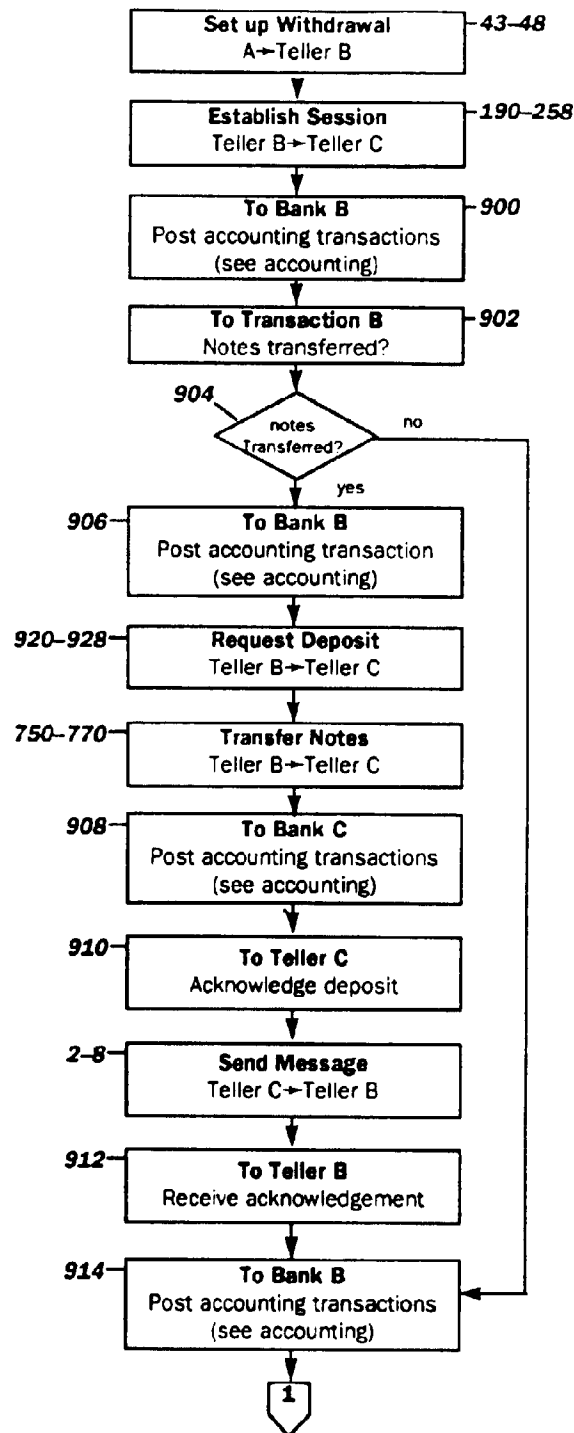 Set up Withdrawal
A→Teller B
43–48
Establish Session
Teller B→Teller C
190–258
To Bank B
Post accounting transactions
(see accounting)
900
To Transaction B
Notes transferred?
902
904
notes
Transferred?
no
yes
906
To Bank B
Post accounting transaction
(see accounting)
920–928
Request Deposit
Teller B→Teller C
750–770
Transfer Notes
Teller B→Teller C
908
To Bank C
Post accounting transactions
(see accounting)
910
To Teller C
Acknowledge deposit
2–8
Send Message
Teller C→Teller B
912
To Teller B
Receive acknowledgement
914
To Bank B
Post accounting transactions
(see accounting)
1